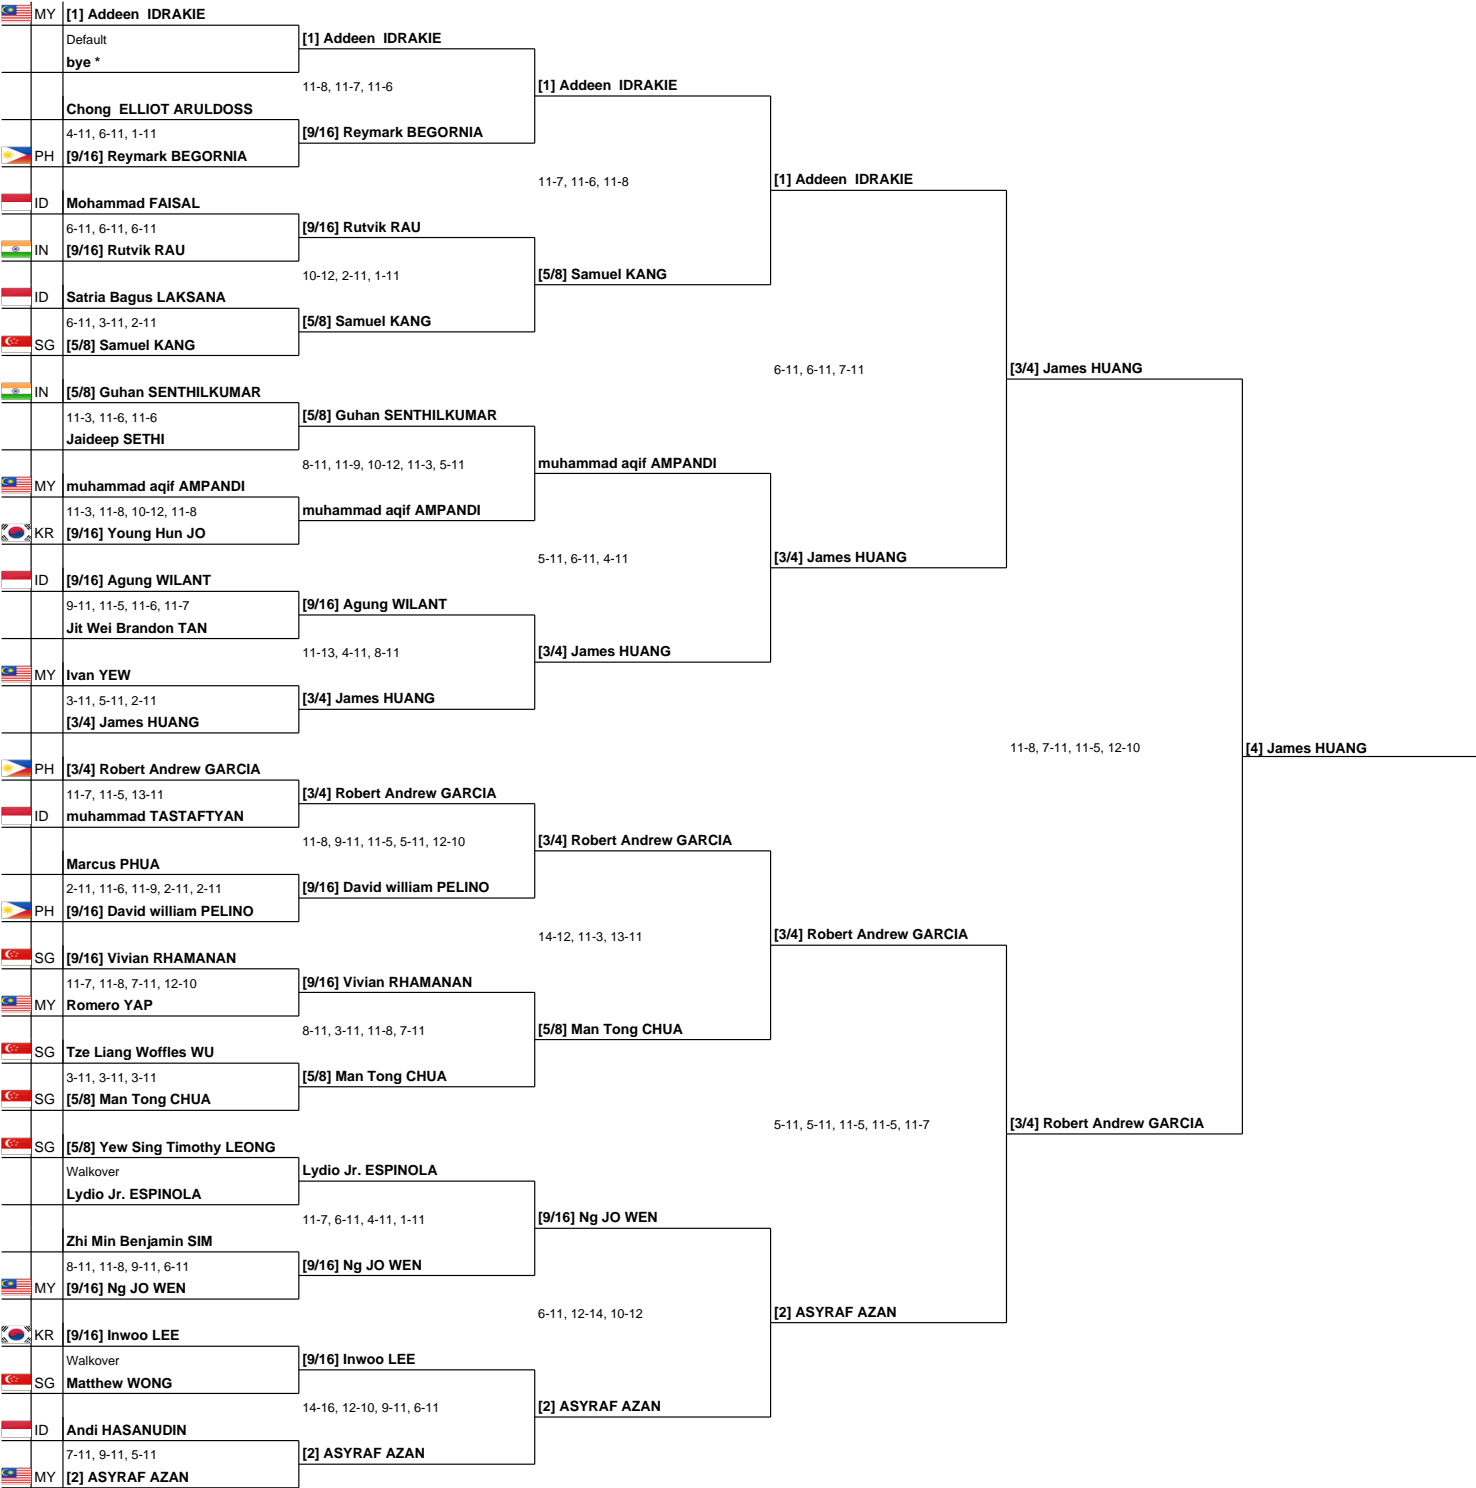 MY [1] Addeen IDRAKIE
Default
bye *
[1] Addeen IDRAKIE
11-8, 11-7, 11-6
[1] Addeen IDRAKIE
Chong ELLIOT ARULDOSS
4-11, 6-11, 1-11
[9/16] Reymark BEGORNIA
PH [9/16] Reymark BEGORNIA
11-7, 11-6, 11-8
[1] Addeen IDRAKIE
ID Mohammad FAISAL
6-11, 6-11, 6-11
[9/16] Rutvik RAU
IN [9/16] Rutvik RAU
10-12, 2-11, 1-11
[5/8] Samuel KANG
ID Satria Bagus LAKSANA
6-11, 3-11, 2-11
[5/8] Samuel KANG
SG [5/8] Samuel KANG
6-11, 6-11, 7-11
[3/4] James HUANG
IN [5/8] Guhan SENTHILKUMAR
11-3, 11-6, 11-6
[5/8] Guhan SENTHILKUMAR
Jaideep SETHI
8-11, 11-9, 10-12, 11-3, 5-11
muhammad aqif AMPANDI
MY muhammad aqif AMPANDI
11-3, 11-8, 10-12, 11-8
muhammad aqif AMPANDI
KR [9/16] Young Hun JO
5-11, 6-11, 4-11
[3/4] James HUANG
ID [9/16] Agung WILANT
9-11, 11-5, 11-6, 11-7
[9/16] Agung WILANT
Jit Wei Brandon TAN
11-13, 4-11, 8-11
[3/4] James HUANG
MY Ivan YEW
3-11, 5-11, 2-11
[3/4] James HUANG
[3/4] James HUANG
11-8, 7-11, 11-5, 12-10
[4] James HUANG
PH [3/4] Robert Andrew GARCIA
11-7, 11-5, 13-11
[3/4] Robert Andrew GARCIA
ID muhammad TASTAFTYAN
11-8, 9-11, 11-5, 5-11, 12-10
[3/4] Robert Andrew GARCIA
Marcus PHUA
2-11, 11-6, 11-9, 2-11, 2-11
[9/16] David william PELINO
PH [9/16] David william PELINO
14-12, 11-3, 13-11
[3/4] Robert Andrew GARCIA
SG [9/16] Vivian RHAMANAN
11-7, 11-8, 7-11, 12-10
[9/16] Vivian RHAMANAN
MY Romero YAP
8-11, 3-11, 11-8, 7-11
[5/8] Man Tong CHUA
SG Tze Liang Woffles WU
3-11, 3-11, 3-11
[5/8] Man Tong CHUA
SG [5/8] Man Tong CHUA
5-11, 5-11, 11-5, 11-5, 11-7
[3/4] Robert Andrew GARCIA
SG [5/8] Yew Sing Timothy LEONG
Walkover
Lydio Jr. ESPINOLA
Lydio Jr. ESPINOLA
11-7, 6-11, 4-11, 1-11
[9/16] Ng JO WEN
Zhi Min Benjamin SIM
8-11, 11-8, 9-11, 6-11
[9/16] Ng JO WEN
MY [9/16] Ng JO WEN
6-11, 12-14, 10-12
[2] ASYRAF AZAN
KR [9/16] Inwoo LEE
Walkover
[9/16] Inwoo LEE
SG Matthew WONG
14-16, 12-10, 9-11, 6-11
[2] ASYRAF AZAN
ID Andi HASANUDIN
7-11, 9-11, 5-11
[2] ASYRAF AZAN
MY [2] ASYRAF AZAN